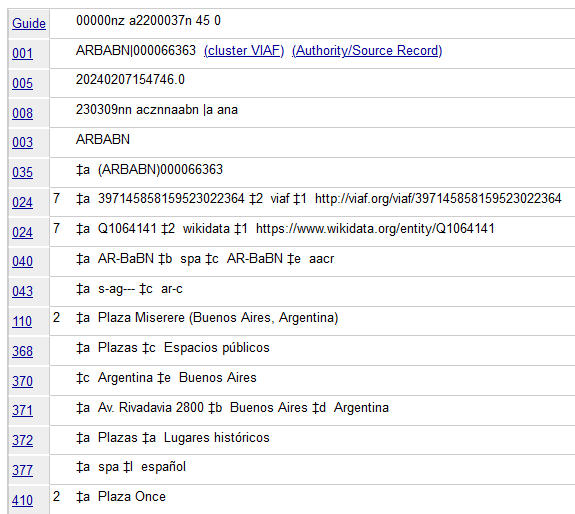 Guide 00000nz a2200037n 45 0
001 ARBABN|000066363 (cluster VIAF) (Authority/Source Record)
005 20240207154746.0
008 230309nn acznnaabn |a ana
003 ARBABN
035 ‡a (ARBABN)000066363
024 7 ‡a 397145858159523022364 ‡2 viaf ‡1 http://viaf.org/viaf/397145858159523022364
024 7 ‡a Q1064141 ‡2 wikidata ‡1 https://www.wikidata.org/entity/Q1064141
040 ‡a AR-BaBN ‡b spa ‡c AR-BaBN ‡e aacr
043 ‡a s-ag--- ‡c ar-c
110 2 ‡a Plaza Miserere (Buenos Aires, Argentina)
368 ‡a Plazas ‡c Espacios públicos
370 ‡c Argentina ‡e Buenos Aires
371 ‡a Av. Rivadavia 2800 ‡b Buenos Aires ‡d Argentina
372 ‡a Plazas ‡a Lugares históricos
377 ‡a spa ‡l español
410 2 ‡a Plaza Once